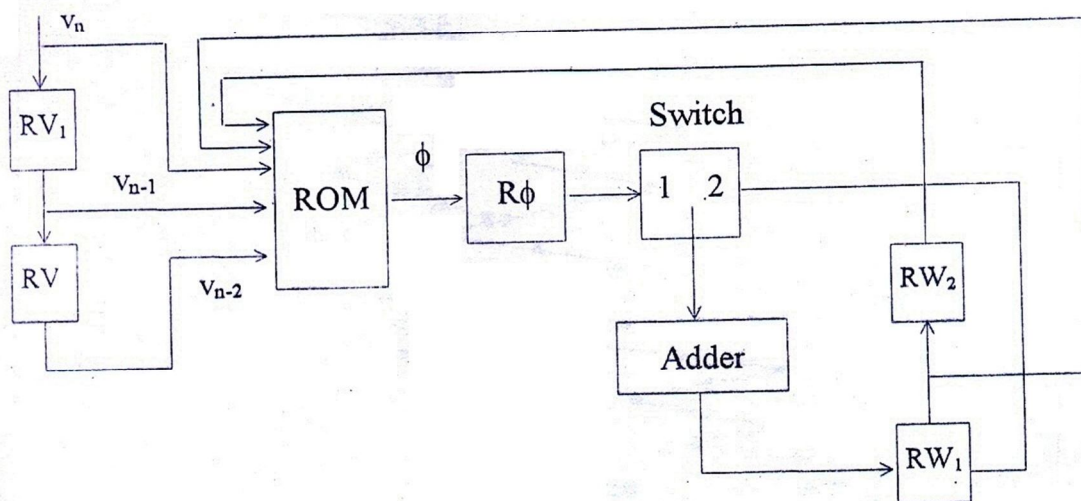 vₙ
RV₁
vₙ₋₁
RV
vₙ₋₂
ROM
ϕ
Rϕ
Switch
1 2
Adder
RW₂
RW₁